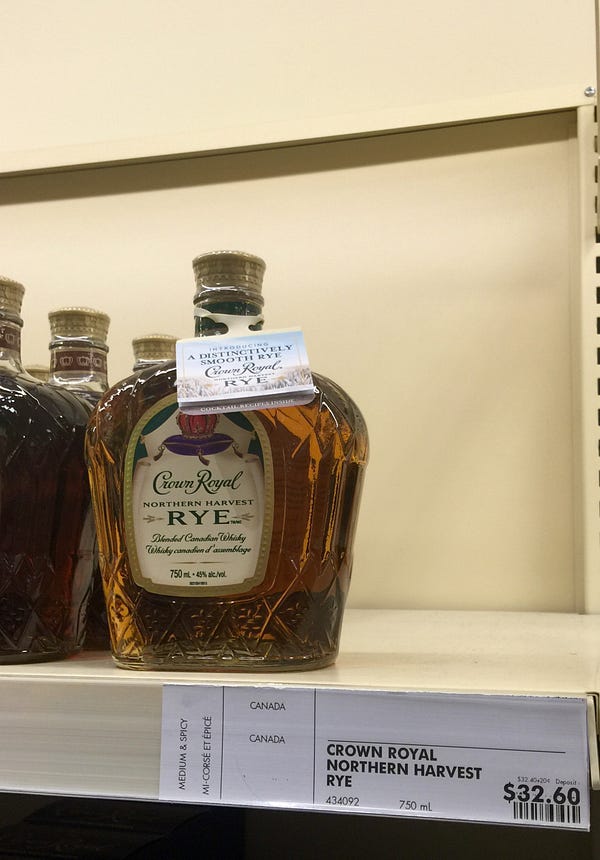 INTRODUCING
A DISTINCTIVELY
SMOOTH RYE
Crown Royal
NORTHERN HARVEST
RYE
COCKTAIL RECIPES INSIDE
Crown Royal
NORTHERN HARVEST
RYE
Blended Canadian Whisky
Whisky canadien d'assemblage
750 mL • 45% alc./vol.
MEDIUM & SPICY
MI-CORSÉ ET ÉPICÉ
CANADA
CANADA
CROWN ROYAL
NORTHERN HARVEST
RYE
434092 750 mL
$32.40+20¢ Deposit
$32.60